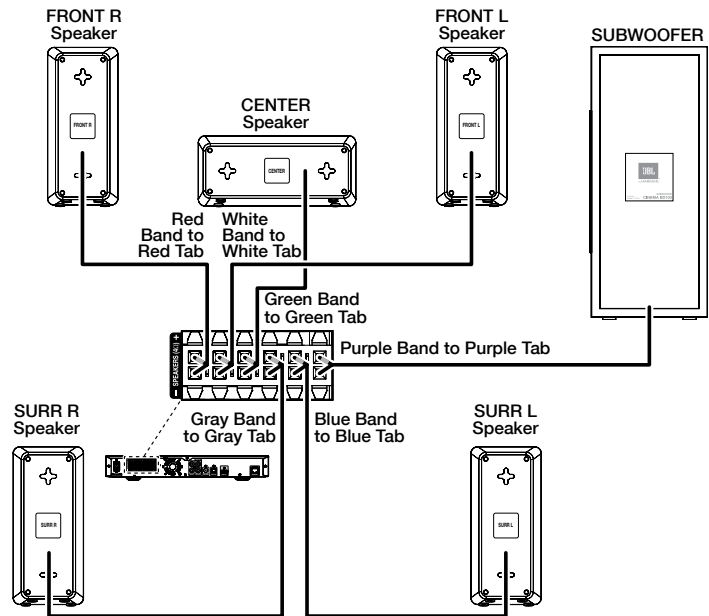 FRONT R
Speaker
FRONT L
Speaker
SUBWOOFER
CENTER
Speaker
FRONT R
CENTER
FRONT L
JBL
Red
Band to
Red Tab
White
Band to
White Tab
Green Band
to Green Tab
Purple Band to Purple Tab
SPEAKERS (4Ω)
Gray Band
to Gray Tab
Blue Band
to Blue Tab
SURR R
Speaker
SURR L
Speaker
SURR R
SURR L